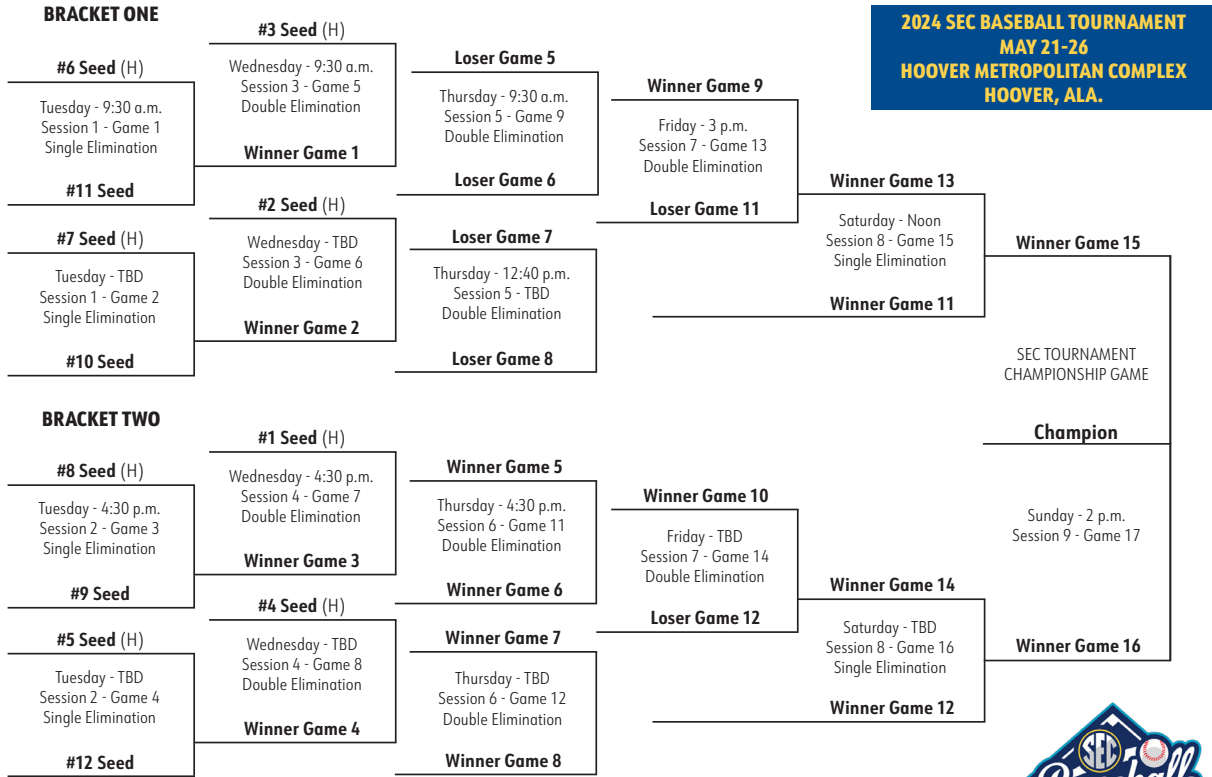 BRACKET ONE
2024 SEC BASEBALL TOURNAMENT
MAY 21-26
HOOVER METROPOLITAN COMPLEX
HOOVER, ALA.
#6 Seed (H)
Tuesday - 9:30 a.m.
Session 1 - Game 1
Single Elimination
#11 Seed
#7 Seed (H)
Tuesday - TBD
Session 1 - Game 2
Single Elimination
#10 Seed
#3 Seed (H)
Wednesday - 9:30 a.m.
Session 3 - Game 5
Double Elimination
Winner Game 1
#2 Seed (H)
Wednesday - TBD
Session 3 - Game 6
Double Elimination
Winner Game 2
Loser Game 5
Thursday - 9:30 a.m.
Session 5 - Game 9
Double Elimination
Loser Game 6
Loser Game 7
Thursday - 12:40 p.m.
Session 5 - TBD
Double Elimination
Loser Game 8
Winner Game 9
Friday - 3 p.m.
Session 7 - Game 13
Double Elimination
Loser Game 11
Winner Game 13
Saturday - Noon
Session 8 - Game 15
Single Elimination
Winner Game 11
Winner Game 15
SEC TOURNAMENT
CHAMPIONSHIP GAME
Champion
Sunday - 2 p.m.
Session 9 - Game 17
Winner Game 16
BRACKET TWO
#8 Seed (H)
Tuesday - 4:30 p.m.
Session 2 - Game 3
Single Elimination
#9 Seed
#5 Seed (H)
Tuesday - TBD
Session 2 - Game 4
Single Elimination
#12 Seed
#1 Seed (H)
Wednesday - 4:30 p.m.
Session 4 - Game 7
Double Elimination
Winner Game 3
#4 Seed (H)
Wednesday - TBD
Session 4 - Game 8
Double Elimination
Winner Game 4
Winner Game 5
Thursday - 4:30 p.m.
Session 6 - Game 11
Double Elimination
Winner Game 6
Winner Game 7
Thursday - TBD
Session 6 - Game 12
Double Elimination
Winner Game 8
Winner Game 10
Friday - TBD
Session 7 - Game 14
Double Elimination
Loser Game 12
Winner Game 14
Saturday - TBD
Session 8 - Game 16
Single Elimination
Winner Game 12
SEC